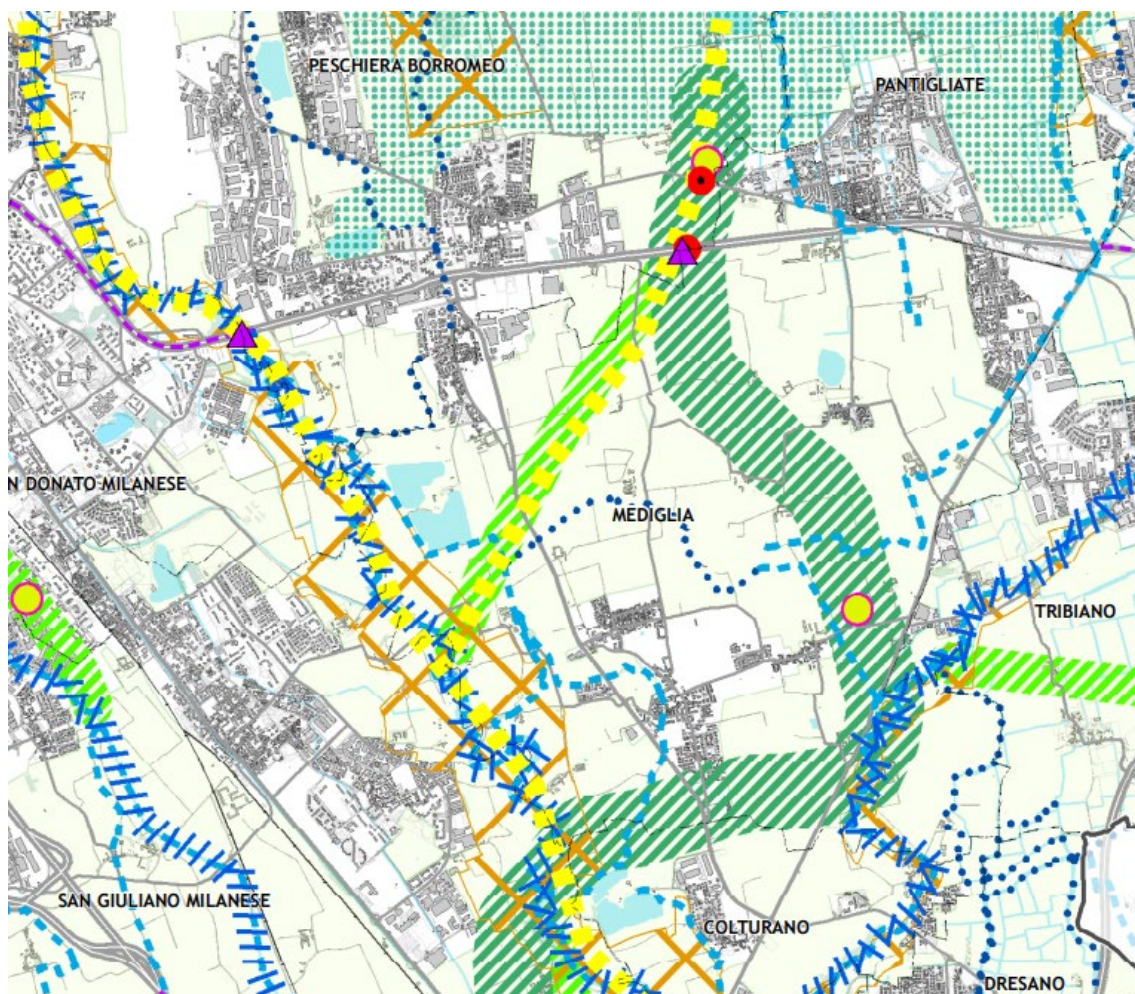 PESCHIERA BORROMEO
PANTIGLIATE
N DONATO MILANESE
MEDIGLIA
TRIBIANO
SAN GIULIANO MILANESE
COLTURANO
DRESANO